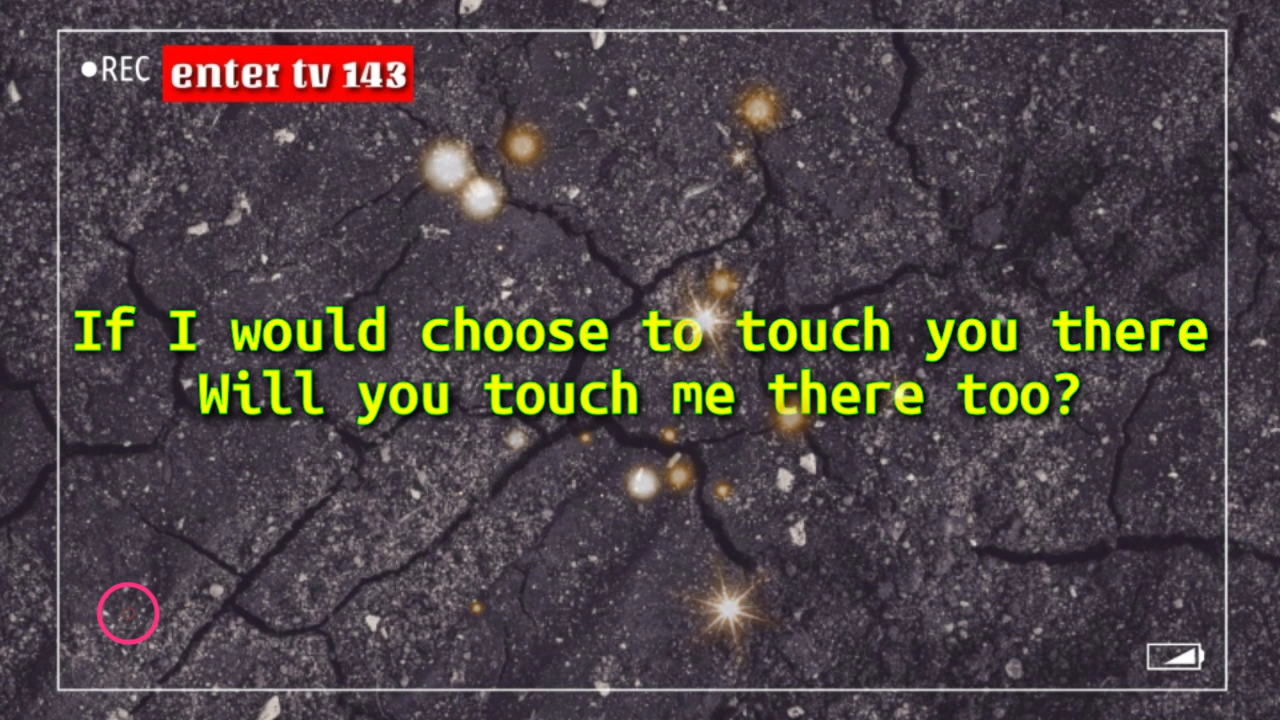 ●REC enter tv 143
If I would choose to touch you there
Will you touch me there too?